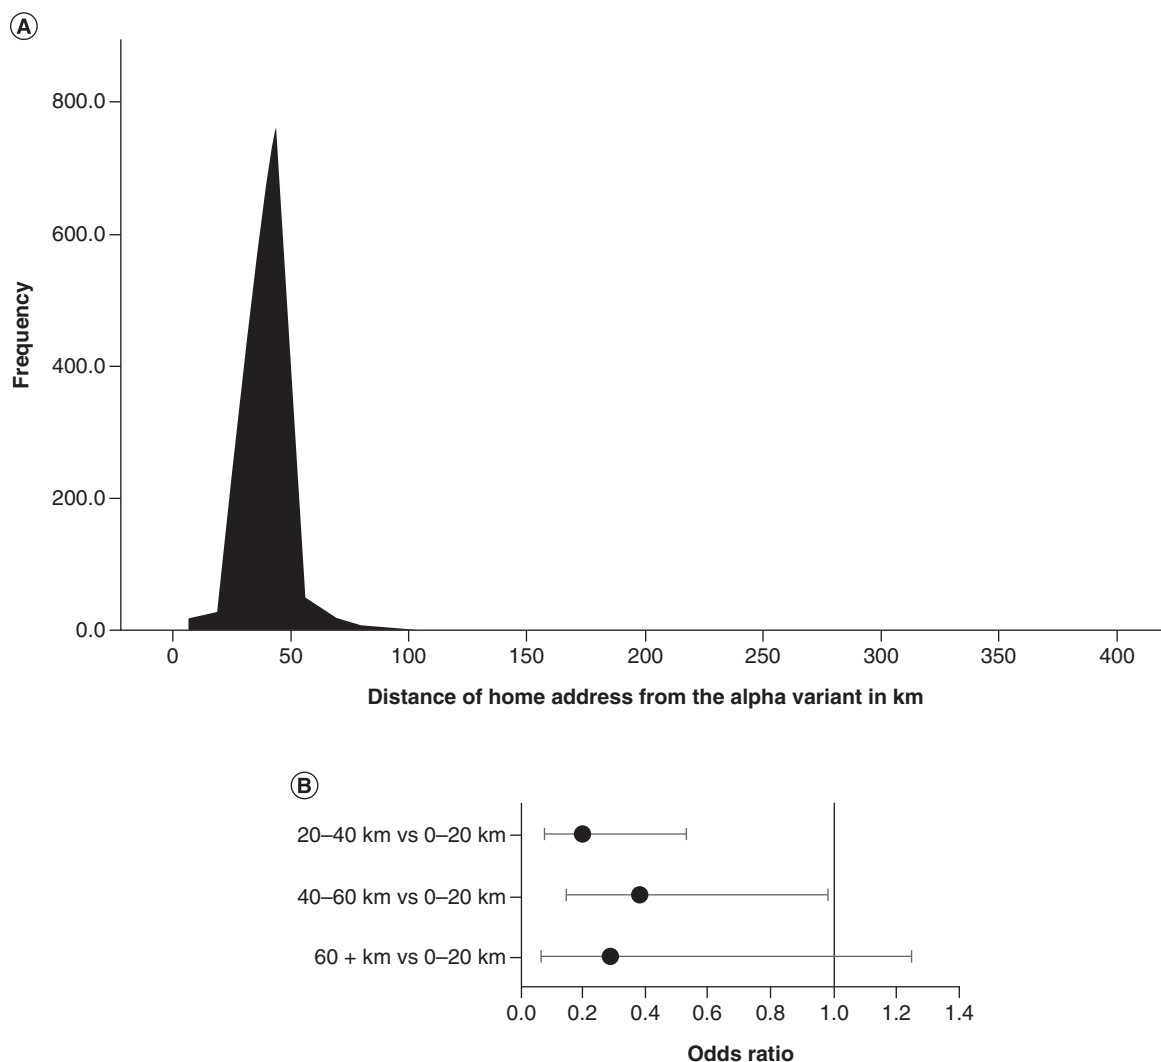 A
800.0
600.0
400.0
200.0
0.0
Frequency
0 50 100 150 200 250 300 350 400
Distance of home address from the alpha variant in km
B
20–40 km vs 0–20 km
40–60 km vs 0–20 km
60 + km vs 0–20 km
0.0 0.2 0.4 0.6 0.8 1.0 1.2 1.4
Odds ratio